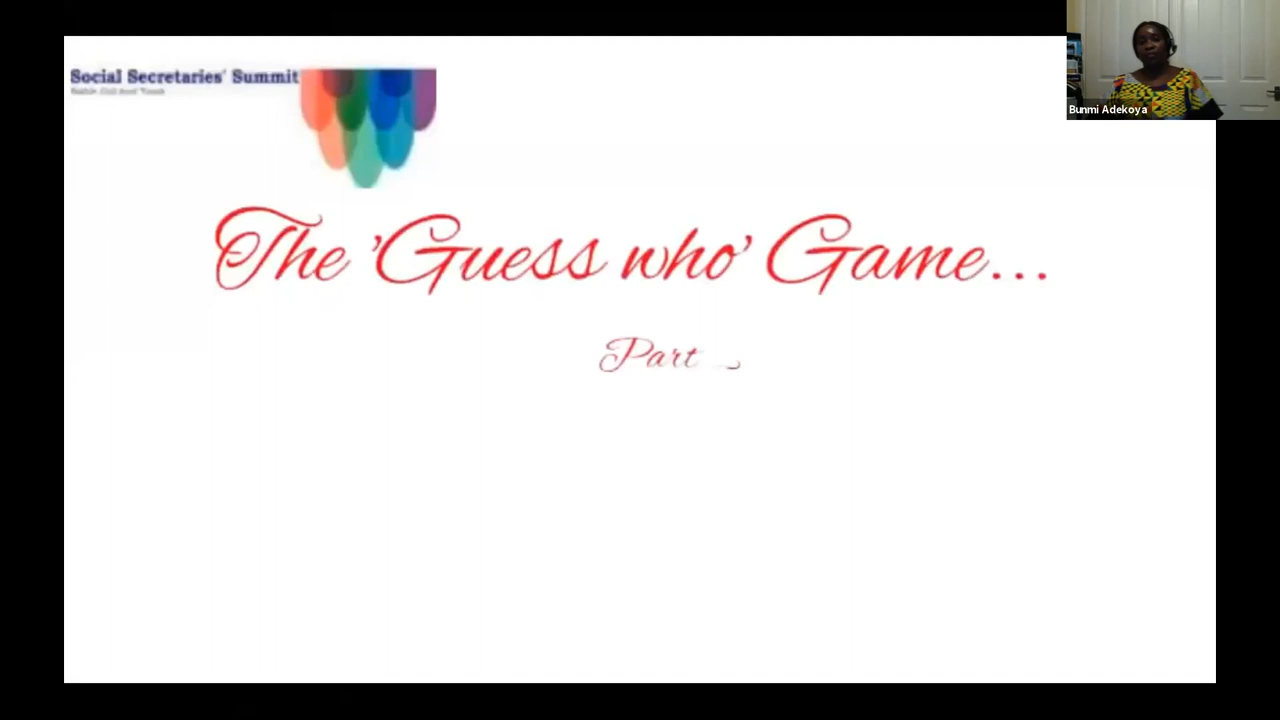 Social Secretaries' Summit
Bunmi Adekoya
The 'Guess who' Game...
Part